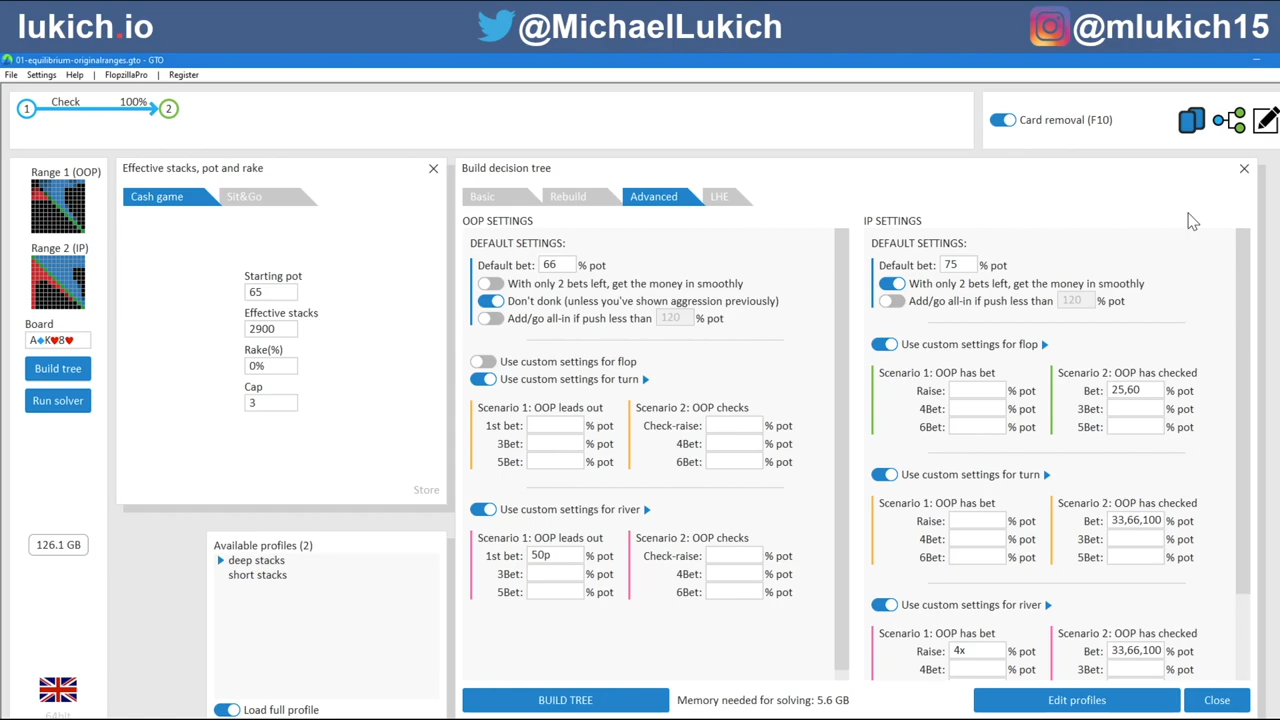 lukich.io
@MichaelLukich
@mlukich15
01-equilibrium-originalranges.gto - GTO
File Settings Help FlopzillaPro Register
1 Check 100% 2
Card removal (F10)
Range 1 (OOP)
Range 2 (IP)
Board
A♦K♥8♥
Build tree
Run solver
126.1 GB
64bit
Effective stacks, pot and rake
Cash game Sit&Go
Starting pot
65
Effective stacks
2900
Rake(%)
0%
Cap
3
Store
Available profiles (2)
deep stacks
short stacks
Load full profile
Build decision tree
Basic Rebuild Advanced LHE
OOP SETTINGS
DEFAULT SETTINGS:
Default bet: 66 % pot
With only 2 bets left, get the money in smoothly
Don't donk (unless you've shown aggression previously)
Add/go all-in if push less than 120 % pot
Use custom settings for flop
Use custom settings for turn
Scenario 1: OOP leads out
1st bet: % pot
3Bet: % pot
5Bet: % pot
Scenario 2: OOP checks
Check-raise: % pot
4Bet: % pot
6Bet: % pot
Use custom settings for river
Scenario 1: OOP leads out
1st bet: 50p % pot
3Bet: % pot
5Bet: % pot
Scenario 2: OOP checks
Check-raise: % pot
4Bet: % pot
6Bet: % pot
IP SETTINGS
DEFAULT SETTINGS:
Default bet: 75 % pot
With only 2 bets left, get the money in smoothly
Add/go all-in if push less than 120 % pot
Use custom settings for flop
Scenario 1: OOP has bet
Raise: % pot
4Bet: % pot
6Bet: % pot
Scenario 2: OOP has checked
Bet: 25,60 % pot
3Bet: % pot
5Bet: % pot
Use custom settings for turn
Scenario 1: OOP has bet
Raise: % pot
4Bet: % pot
6Bet: % pot
Scenario 2: OOP has checked
Bet: 33,66,100 % pot
3Bet: % pot
5Bet: % pot
Use custom settings for river
Scenario 1: OOP has bet
Raise: 4x % pot
4Bet: % pot
Scenario 2: OOP has checked
Bet: 33,66,100 % pot
3Bet: % pot
BUILD TREE
Memory needed for solving: 5.6 GB
Edit profiles
Close